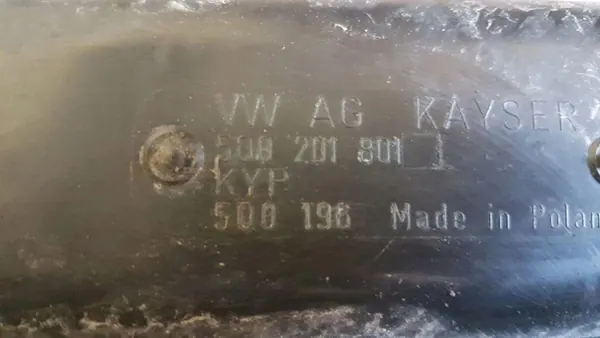 VW AG KAYSER
5Q0 201 801 J
KYP
500 196 Made in Polan